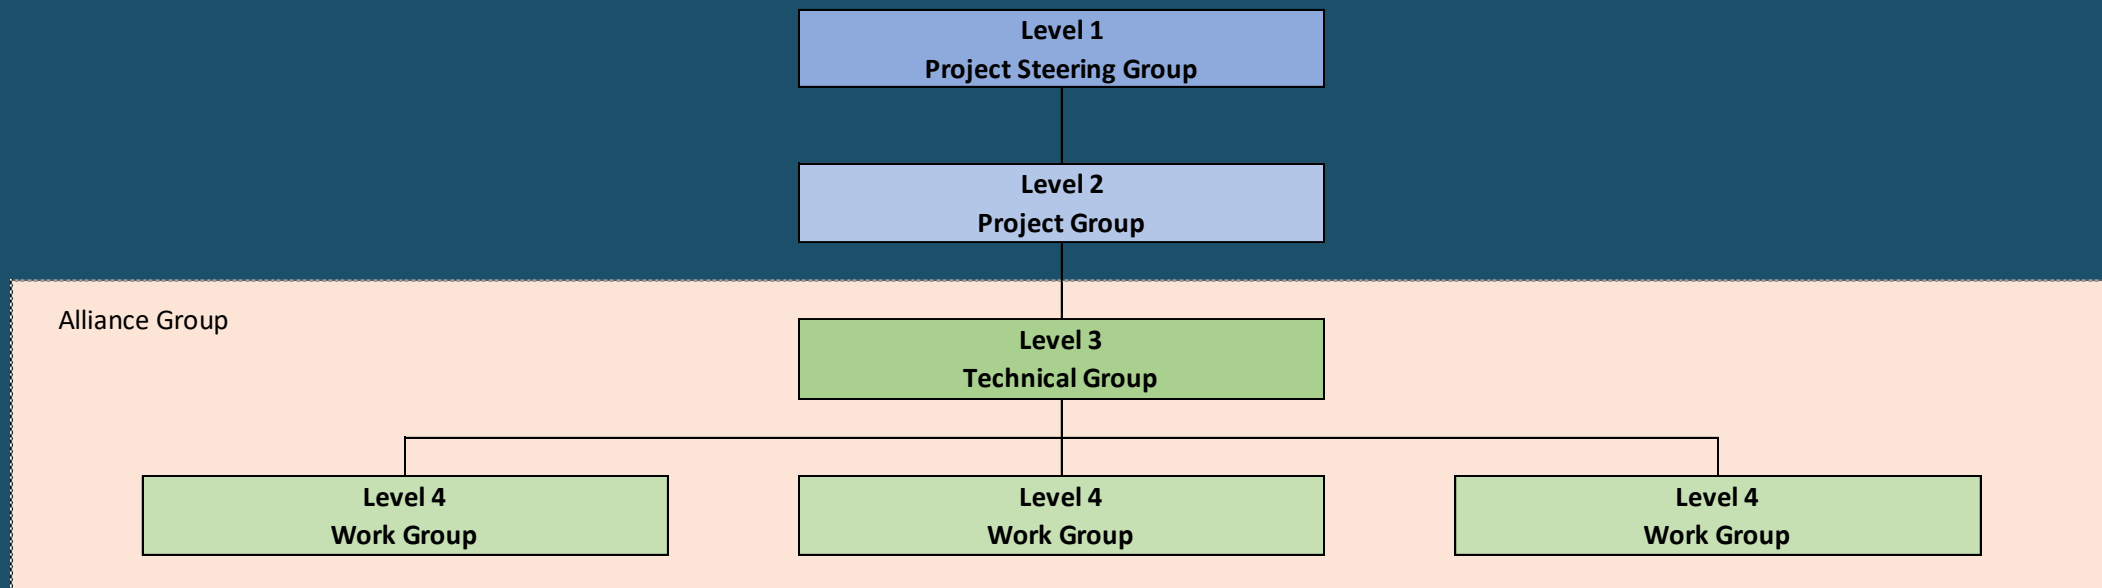 Level 1
Project Steering Group
Level 2
Project Group
Alliance Group
Level 3
Technical Group
Level 4
Work Group
Level 4
Work Group
Level 4
Work Group